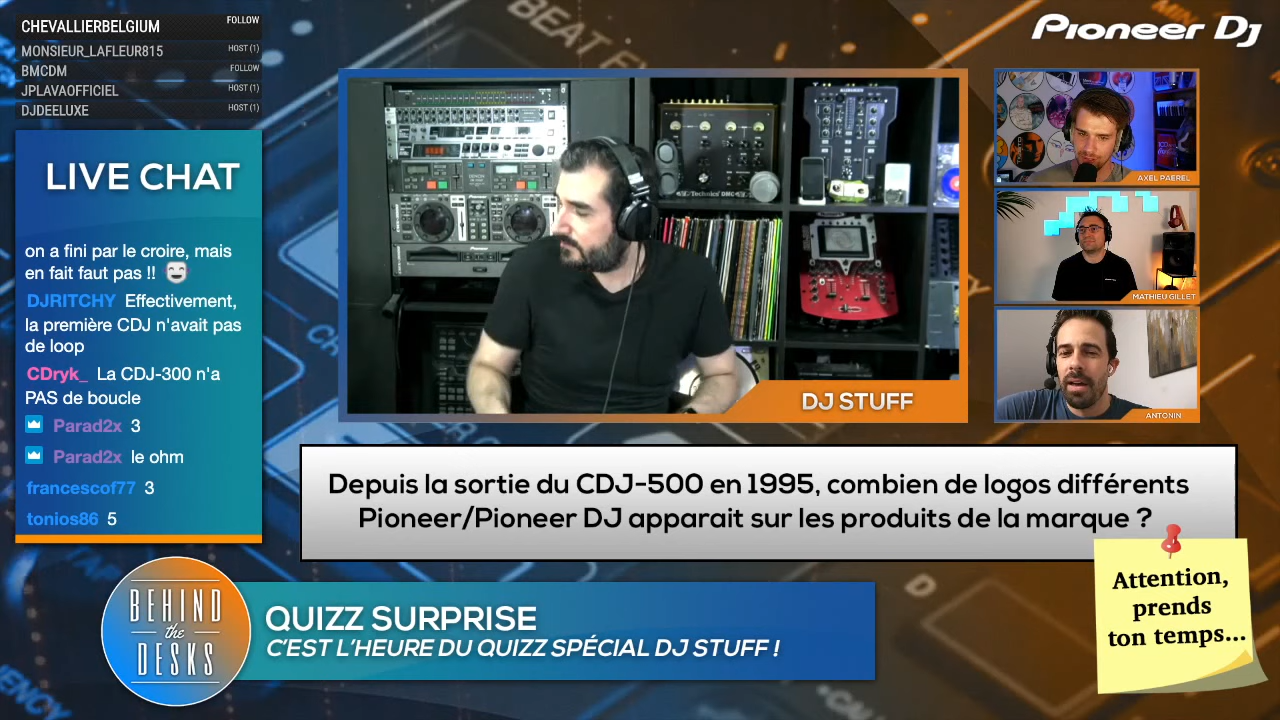 CHEVALLIERBELGIUM FOLLOW
MONSIEUR_LAFLEUR815 HOST (1)
BMCDM FOLLOW
JPLAVAOFFICIEL HOST (1)
DJDEELUXE HOST (1)
Pioneer Dj
LIVE CHAT
on a fini par le croire, mais
en fait faut pas !!
DJRITCHY Effectivement,
la première CDJ n'avait pas
de loop
CDryk_ La CDJ-300 n'a
PAS de boucle
Parad2x 3
Parad2x le ohm
francescof77 3
tonios86 5
Technics DHC
DJ STUFF
AXEL PAEREL
MATHIEU GILLET
ANTONIN
Depuis la sortie du CDJ-500 en 1995, combien de logos différents
Pioneer/Pioneer DJ apparait sur les produits de la marque ?
Attention,
prends
ton temps...
BEHIND
the
DESKS
QUIZZ SURPRISE
C'EST L'HEURE DU QUIZZ SPÉCIAL DJ STUFF !
BEAT EF
D